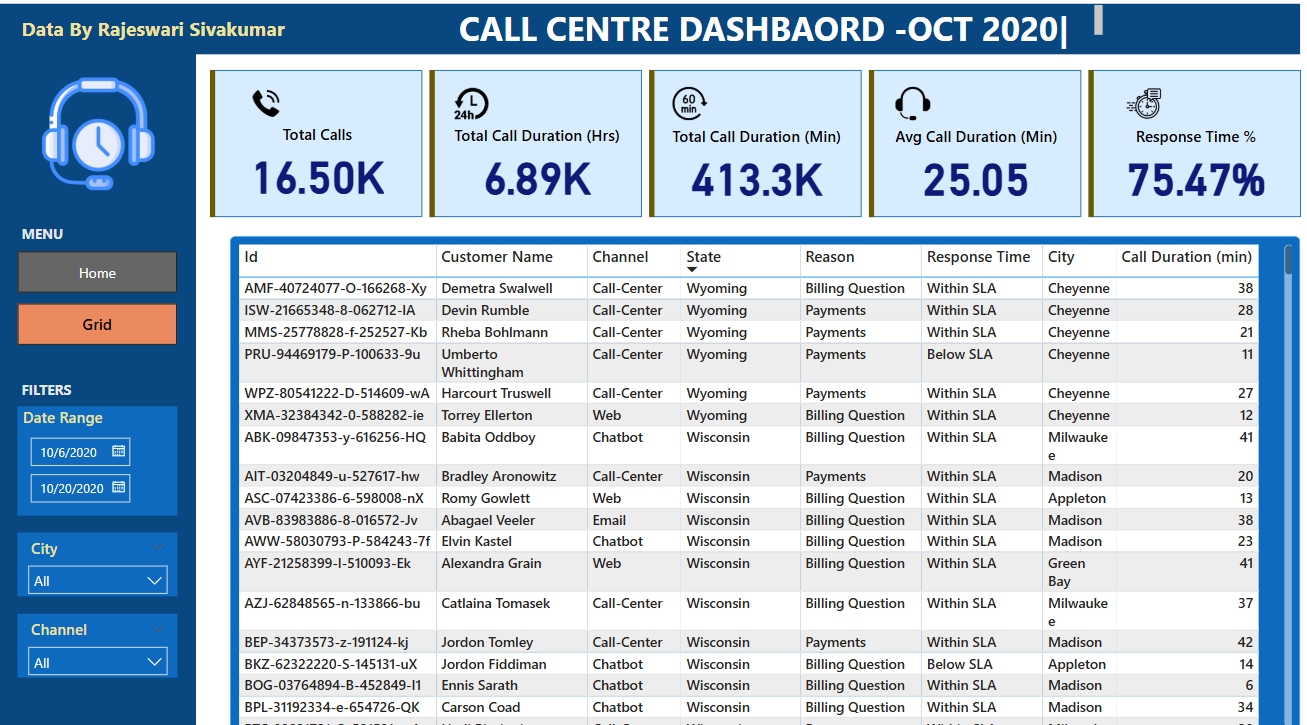 Data By Rajeswari Sivakumar
CALL CENTRE DASHBAORD -OCT 2020|
Total Calls
16.50K
24h
Total Call Duration (Hrs)
6.89K
60 min
Total Call Duration (Min)
413.3K
Avg Call Duration (Min)
25.05
Response Time %
75.47%
MENU
Home
Grid
FILTERS
Date Range
10/6/2020
10/20/2020
City
All
Channel
All
Id Customer Name Channel State Reason Response Time City Call Duration (min)
AMF-40724077-O-166268-Xy Demetra Swalwell Call-Center Wyoming Billing Question Within SLA Cheyenne 38
ISW-21665348-8-062712-IA Devin Rumble Call-Center Wyoming Payments Within SLA Cheyenne 28
MMS-25778828-f-252527-Kb Rheba Bohlmann Call-Center Wyoming Payments Within SLA Cheyenne 21
PRU-94469179-P-100633-9u Umberto Call-Center Wyoming Payments Below SLA Cheyenne 11
Whittingham
WPZ-80541222-D-514609-wA Harcourt Truswell Call-Center Wyoming Payments Within SLA Cheyenne 27
XMA-32384342-0-588282-ie Torrey Ellerton Web Wyoming Billing Question Within SLA Cheyenne 12
ABK-09847353-y-616256-HQ Babita Oddboy Chatbot Wisconsin Billing Question Within SLA Milwauke 41
e
AIT-03204849-u-527617-hw Bradley Aronowitz Call-Center Wisconsin Payments Within SLA Madison 20
ASC-07423386-6-598008-nX Romy Gowlett Web Wisconsin Billing Question Within SLA Appleton 13
AVB-83983886-8-016572-Jv Abagael Veeler Email Wisconsin Billing Question Within SLA Madison 38
AWW-58030793-P-584243-7f Elvin Kastel Chatbot Wisconsin Billing Question Within SLA Madison 23
AYF-21258399-I-510093-Ek Alexandra Grain Web Wisconsin Billing Question Within SLA Green 41
Bay
AZJ-62848565-n-133866-bu Catlaina Tomasek Call-Center Wisconsin Billing Question Within SLA Milwauke 37
e
BEP-34373573-z-191124-kj Jordon Tomley Call-Center Wisconsin Payments Within SLA Madison 42
BKZ-62322220-S-145131-uX Jordon Fiddiman Chatbot Wisconsin Billing Question Below SLA Appleton 14
BOG-03764894-B-452849-I1 Ennis Sarath Call-Center Wisconsin Billing Question Within SLA Madison 6
BPL-31192334-e-654726-QK Carson Coad Chatbot Wisconsin Billing Question Within SLA Madison 34